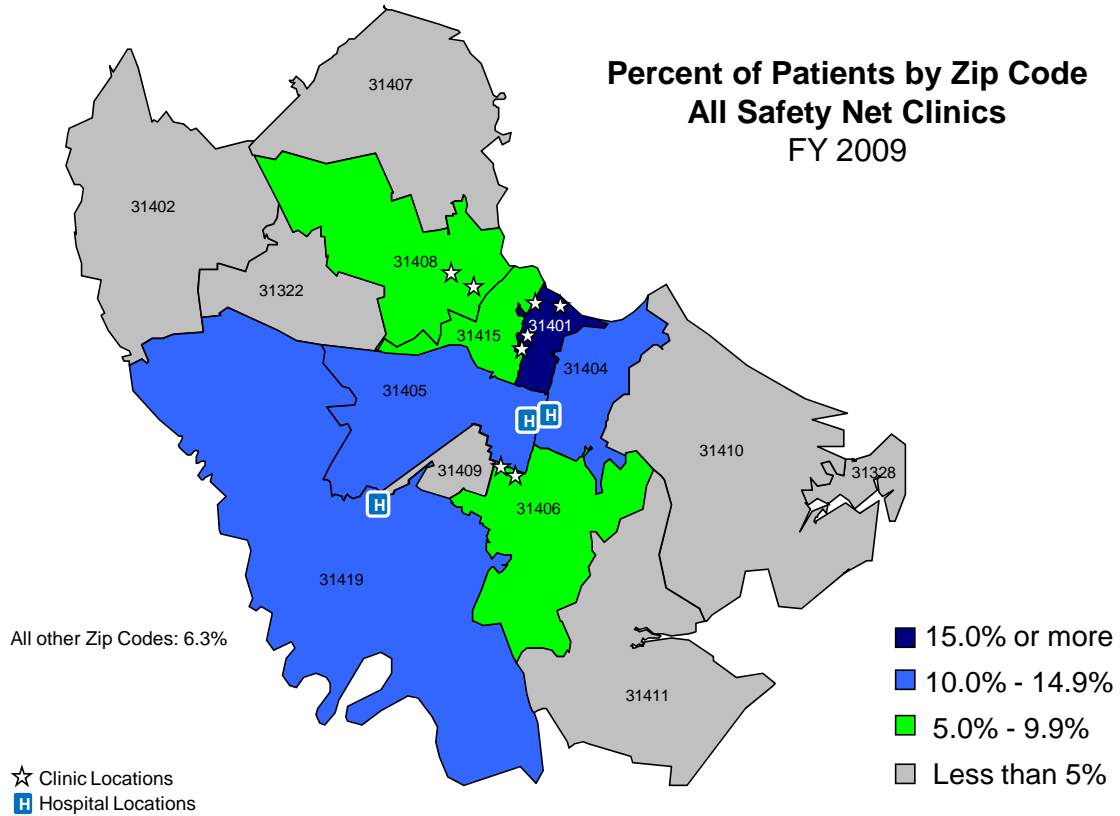 Percent of Patients by Zip Code
All Safety Net Clinics
FY 2009
31407
31402
31408
31322
31415
31401
31404
31405
31410
31409
31328
31406
31419
31411
All other Zip Codes: 6.3%
15.0% or more
10.0% - 14.9%
5.0% - 9.9%
Less than 5%
H
H
H
Clinic Locations
H Hospital Locations